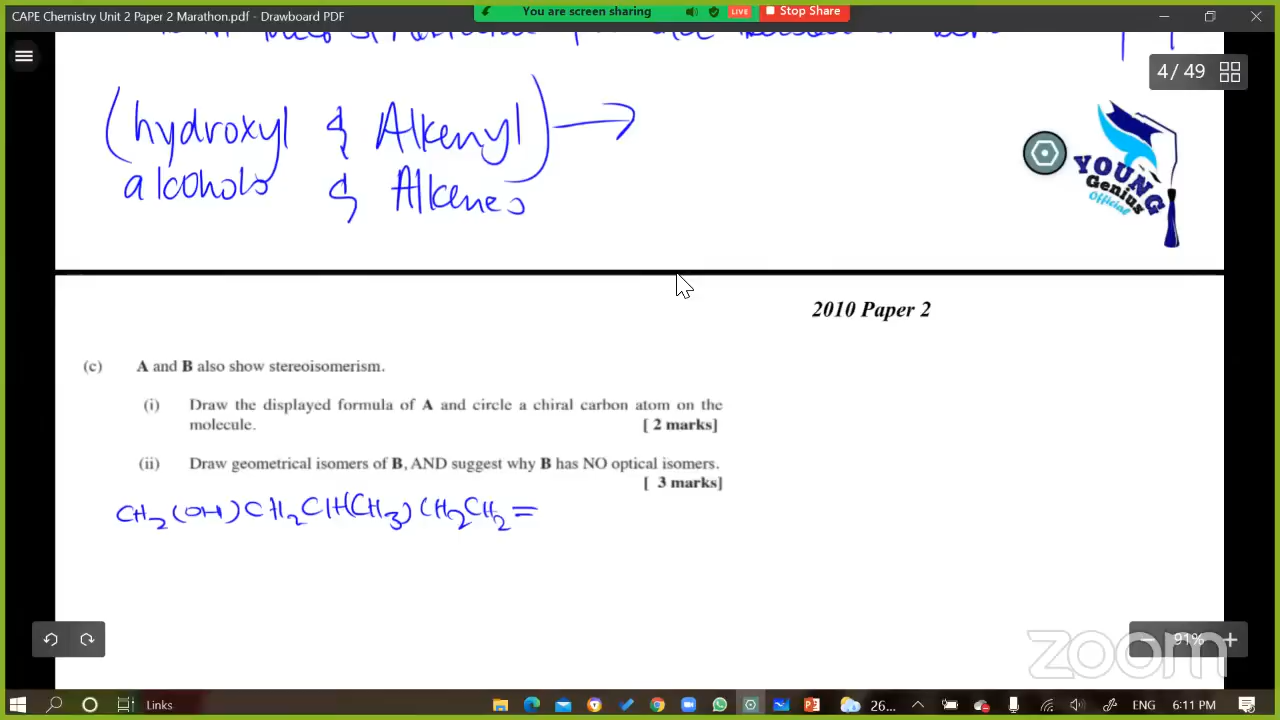 CAPE Chemistry Unit 2 Paper 2 Marathon.pdf - Drawboard PDF
You are screen sharing
LIVE
Stop Share
4 / 49
(hydroxyl & Alkenyl) →
alcohols & Alkenes
YOUNG
Genius
Official
2010 Paper 2
(c) A and B also show stereoisomerism.
(i) Draw the displayed formula of A and circle a chiral carbon atom on the
molecule. [ 2 marks]
(ii) Draw geometrical isomers of B, AND suggest why B has NO optical isomers.
[ 3 marks]
CH₂(OH)CH₂CH(CH₃)CH₂CH₂=
91%
zoom
Links
26...
ENG
6:11 PM